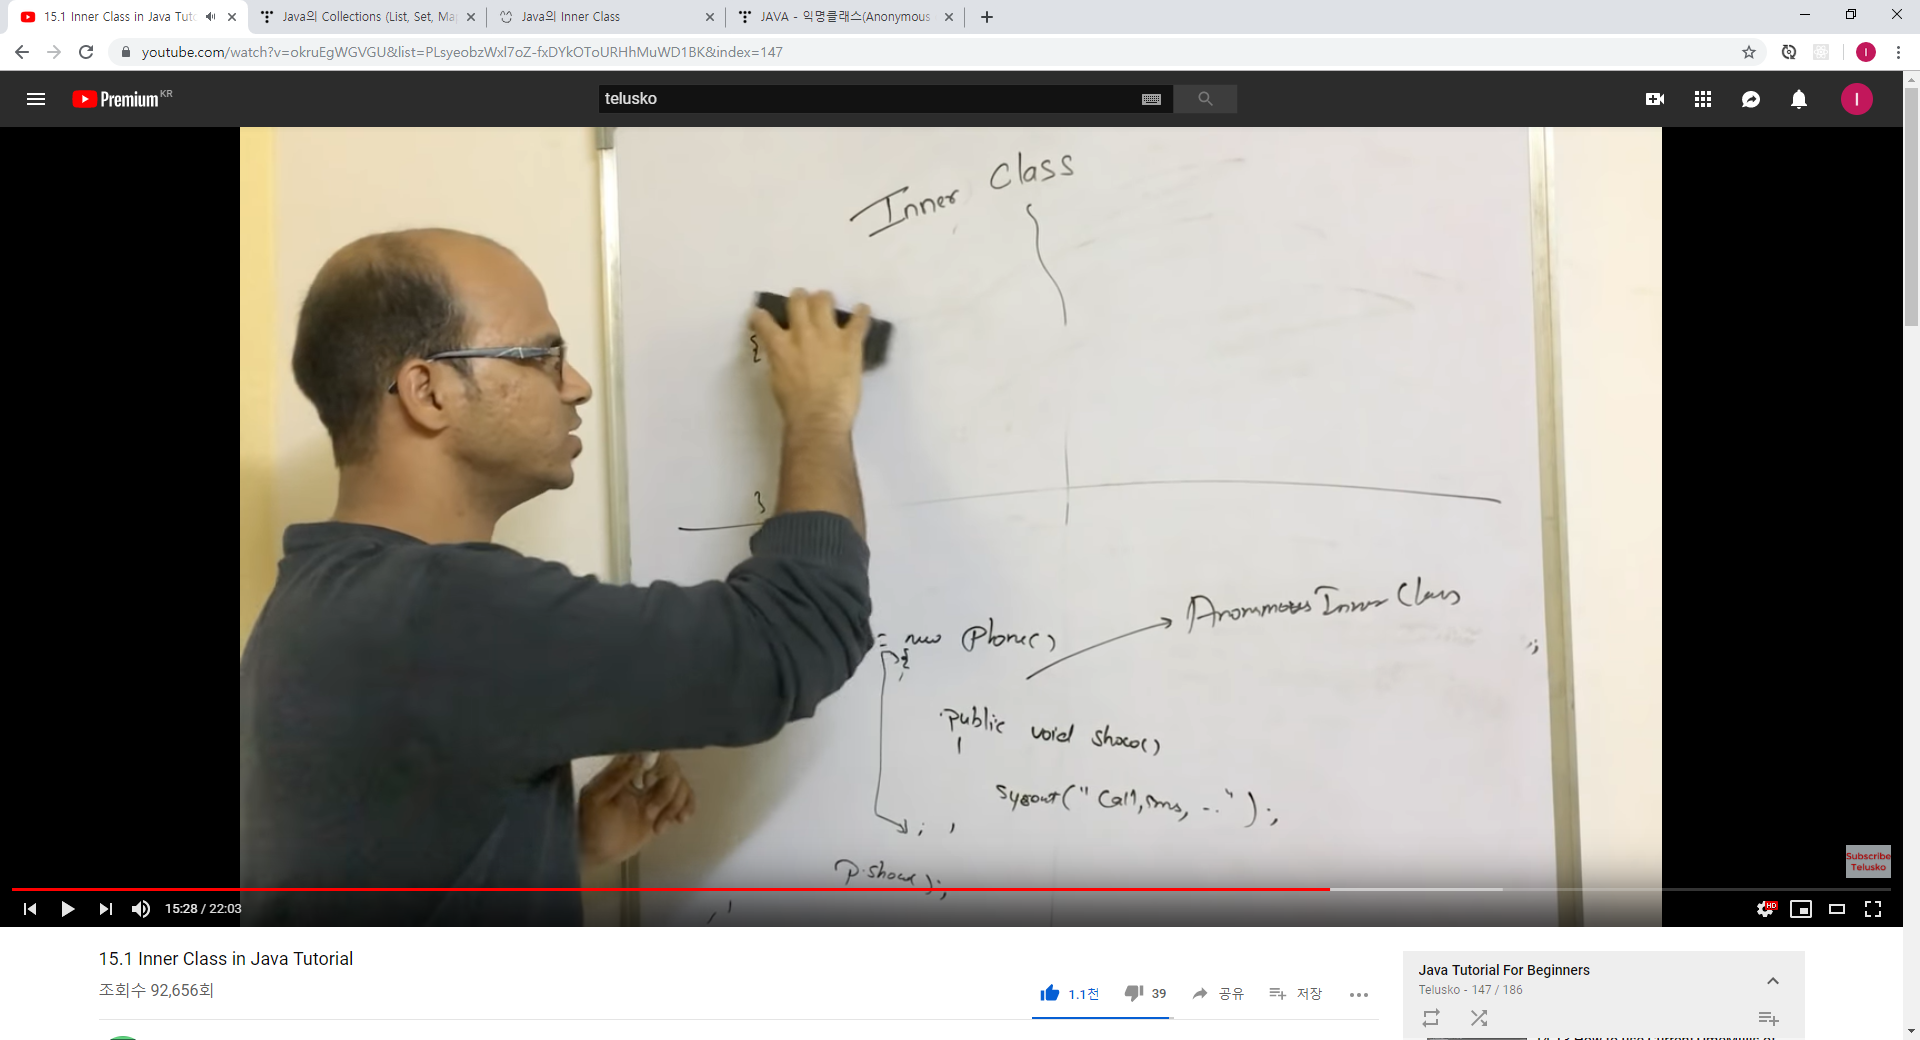 15.1 Inner Class in Java Tut
Java의 Collections (List, Set, Ma
Java의 Inner Class
JAVA - 익명클래스(Anonymous
youtube.com/watch?v=okruEgWGVGU&list=PLsyeobzWxl7oZ-fxDYkOToURHhMuWD1BK&index=147
I
Premium KR
telusko
I
Inner Class
{
}
= new Phone()
{
Anonmous Inner Class
;
public void show()
sysout(" Call, sms, -.. " );
;
p.show();
Subscribe
Telusko
15:28 / 22:03
HD
15.1 Inner Class in Java Tutorial
조회수 92,656회
1.1천
39
공유
저장
Java Tutorial For Beginners
Telusko - 147 / 186